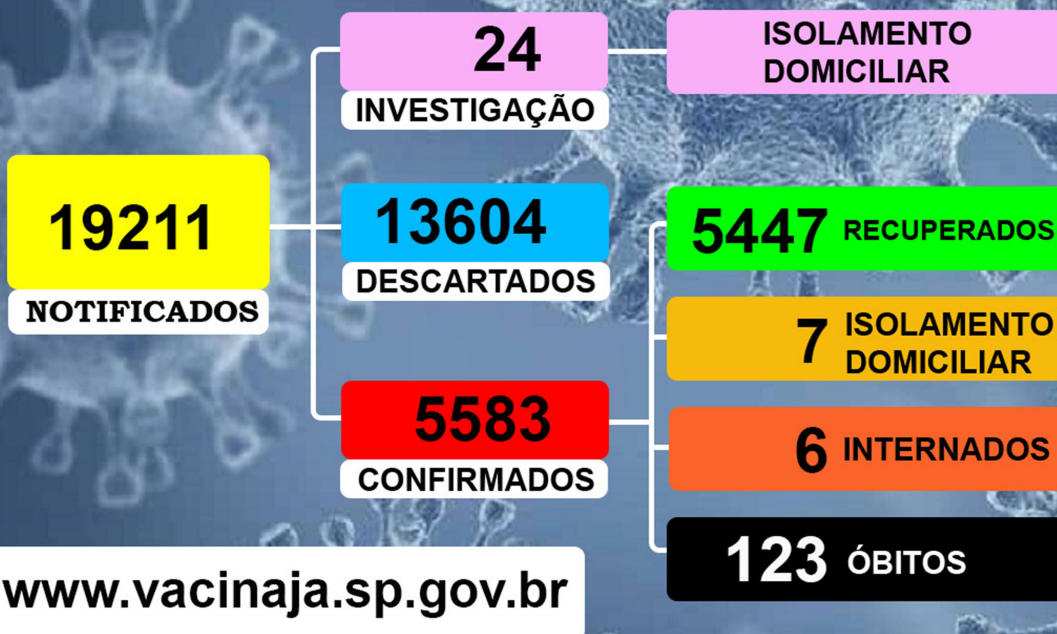 19211
NOTIFICADOS
24
INVESTIGAÇÃO
ISOLAMENTO
DOMICILIAR
13604
DESCARTADOS
5583
CONFIRMADOS
5447 RECUPERADOS
7 ISOLAMENTO
DOMICILIAR
6 INTERNADOS
123 ÓBITOS
www.vacinaja.sp.gov.br